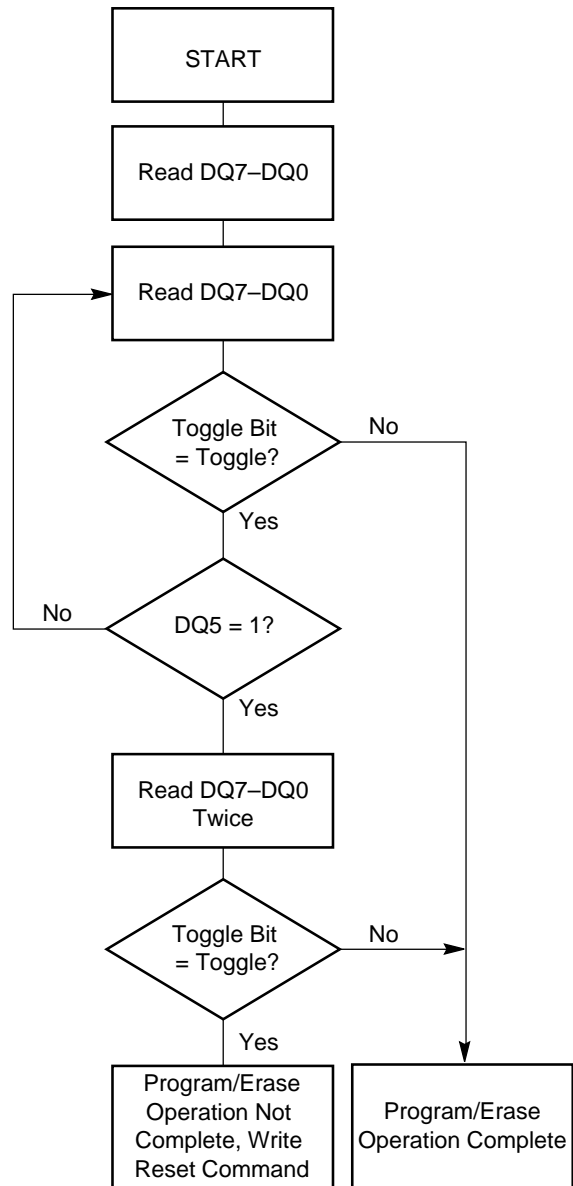 START
Read DQ7–DQ0
Read DQ7–DQ0
Toggle Bit
= Toggle?
No
Yes
No
DQ5 = 1?
Yes
Read DQ7–DQ0
Twice
Toggle Bit
= Toggle?
No
Yes
Program/Erase
Operation Not
Complete, Write
Reset Command
Program/Erase
Operation Complete